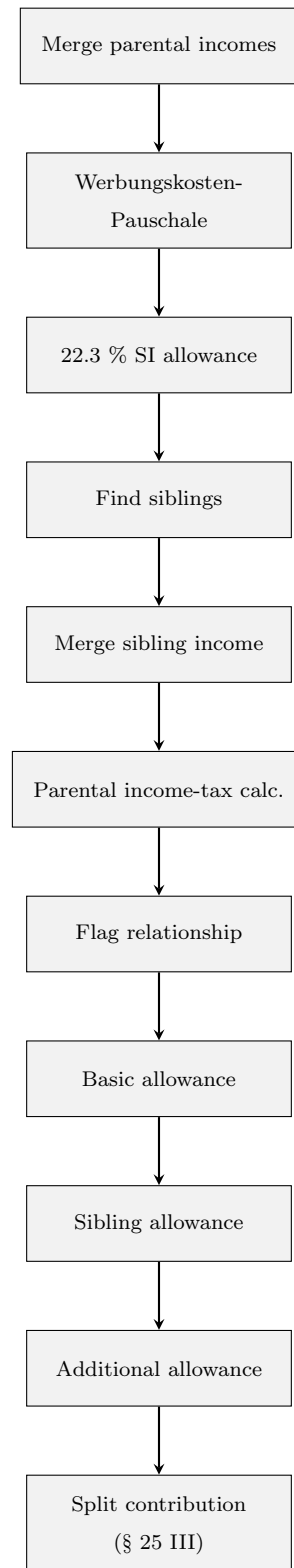 Merge parental incomes
Werbungskosten-
Pauschale
22.3 % SI allowance
Find siblings
Merge sibling income
Parental income-tax calc.
Flag relationship
Basic allowance
Sibling allowance
Additional allowance
Split contribution
(§ 25 III)